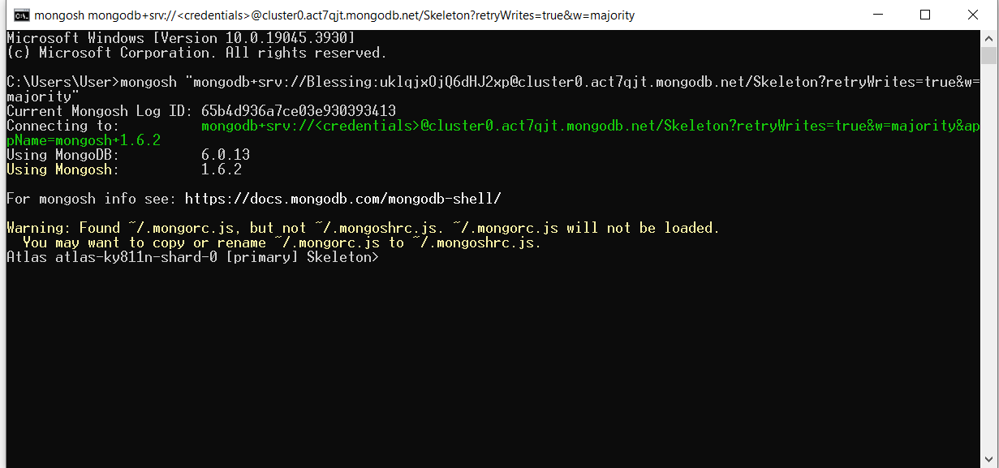 mongosh mongodb+srv://<credentials>@cluster0.act7qjt.mongodb.net/Skeleton?retryWrites=true&w=majority
Microsoft Windows [Version 10.0.19045.3930]
(c) Microsoft Corporation. All rights reserved.
C:\Users\User>mongosh "mongodb+srv://Blessing:uklqjxOjQ6dHJ2xp@cluster0.act7qjt.mongodb.net/Skeleton?retryWrites=true&w=
majority"
Current Mongosh Log ID: 65b4d936a7ce03e930393413
Connecting to: mongodb+srv://<credentials>@cluster0.act7qjt.mongodb.net/Skeleton?retryWrites=true&w=majority&ap
pName=mongosh+1.6.2
Using MongoDB: 6.0.13
Using Mongosh: 1.6.2
For mongosh info see: https://docs.mongodb.com/mongodb-shell/
Warning: Found ~/.mongorc.js, but not ~/.mongoshrc.js. ~/.mongorc.js will not be loaded.
You may want to copy or rename ~/.mongorc.js to ~/.mongoshrc.js.
Atlas atlas-ky811n-shard-0 [primary] Skeleton>